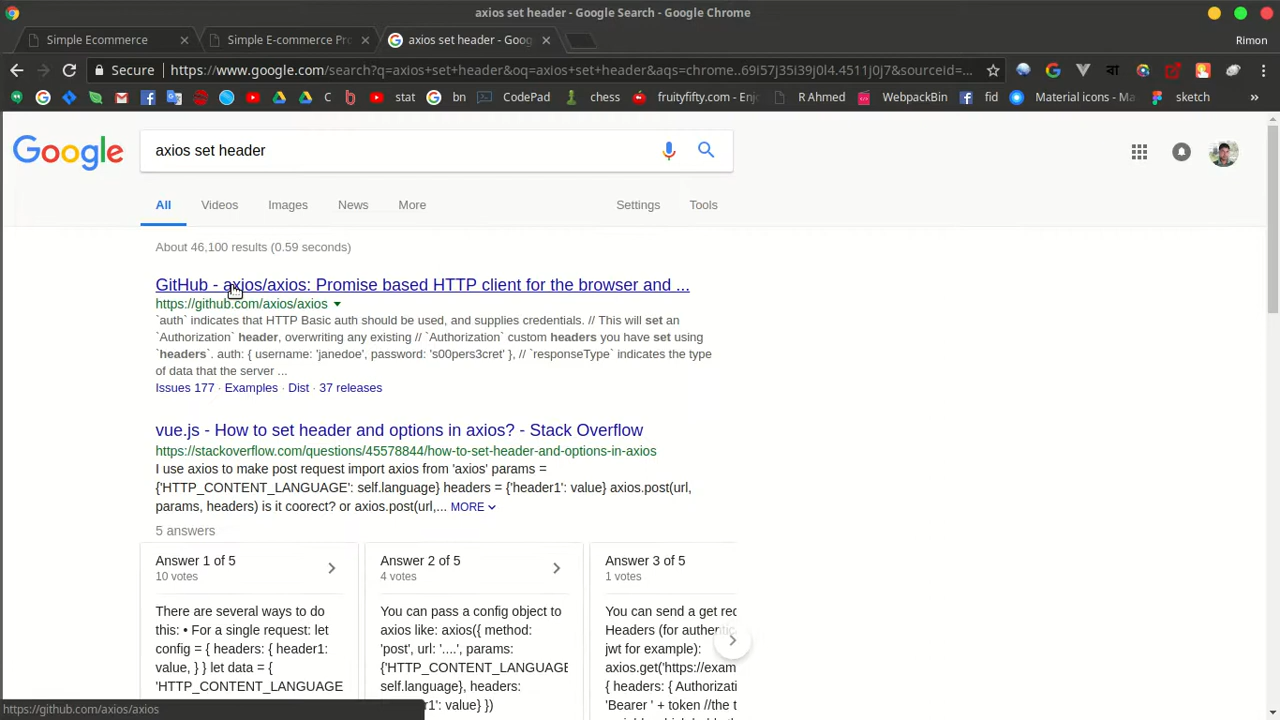 axios set header - Google Search - Google Chrome
Simple Ecommerce
Simple E-commerce Pr
axios set header - Goog
Rimon
Secure
https://www.google.com/search?q=axios+set+header&oq=axios+set+header&aqs=chrome..69i57j35i39j0l4.4511j0j7&sourceid=...
বা
stat
bn
CodePad
chess
fruityfifty.com - Enj
R Ahmed
WebpackBin
fid
Material icons - Ma
sketch
»
Google
axios set header
All
Videos
Images
News
More
Settings
Tools
About 46,100 results (0.59 seconds)
GitHub - axios/axios: Promise based HTTP client for the browser and ...
https://github.com/axios/axios
`auth` indicates that HTTP Basic auth should be used, and supplies credentials. // This will set an
`Authorization` header, overwriting any existing // `Authorization` custom headers you have set using
`headers`. auth: { username: 'janedoe', password: 's00pers3cret' }, // `responseType` indicates the type
of data that the server ...
Issues 177 · Examples · Dist · 37 releases
vue.js - How to set header and options in axios? - Stack Overflow
https://stackoverflow.com/questions/45578844/how-to-set-header-and-options-in-axios
I use axios to make post request import axios from 'axios' params =
{'HTTP_CONTENT_LANGUAGE': self.language} headers = {'header1': value} axios.post(url,
params, headers) is it coorect? or axios.post(url,... MORE
5 answers
Answer 1 of 5
10 votes
There are several ways to do
this: • For a single request: let
config = { headers: { header1:
value, } } let data = {
'HTTP_CONTENT_LANGUAGE
Answer 2 of 5
4 votes
You can pass a config object to
axios like: axios({ method:
'post', url: '....', params:
{'HTTP_CONTENT_LANGUAGE
self.language}, headers:
r1': value} })
Answer 3 of 5
1 votes
You can send a get req
Headers (for authentic
jwt for example):
axios.get('https://exam
{ headers: { Authoriza
'Bearer ' + token //the t
https://github.com/axios/axios